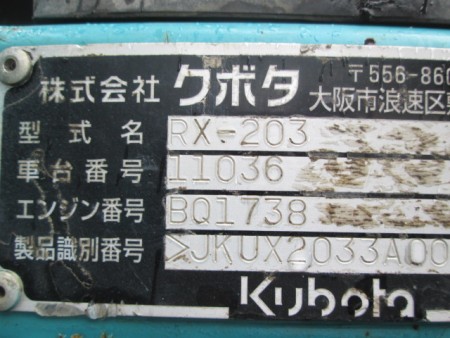 株式会社 クボタ 〒556-860
大阪市浪速区
型式名 RX-203
車台番号 11036
エンジン番号 BQ1738
製品識別番号 >JKUX2033A00
Kubota